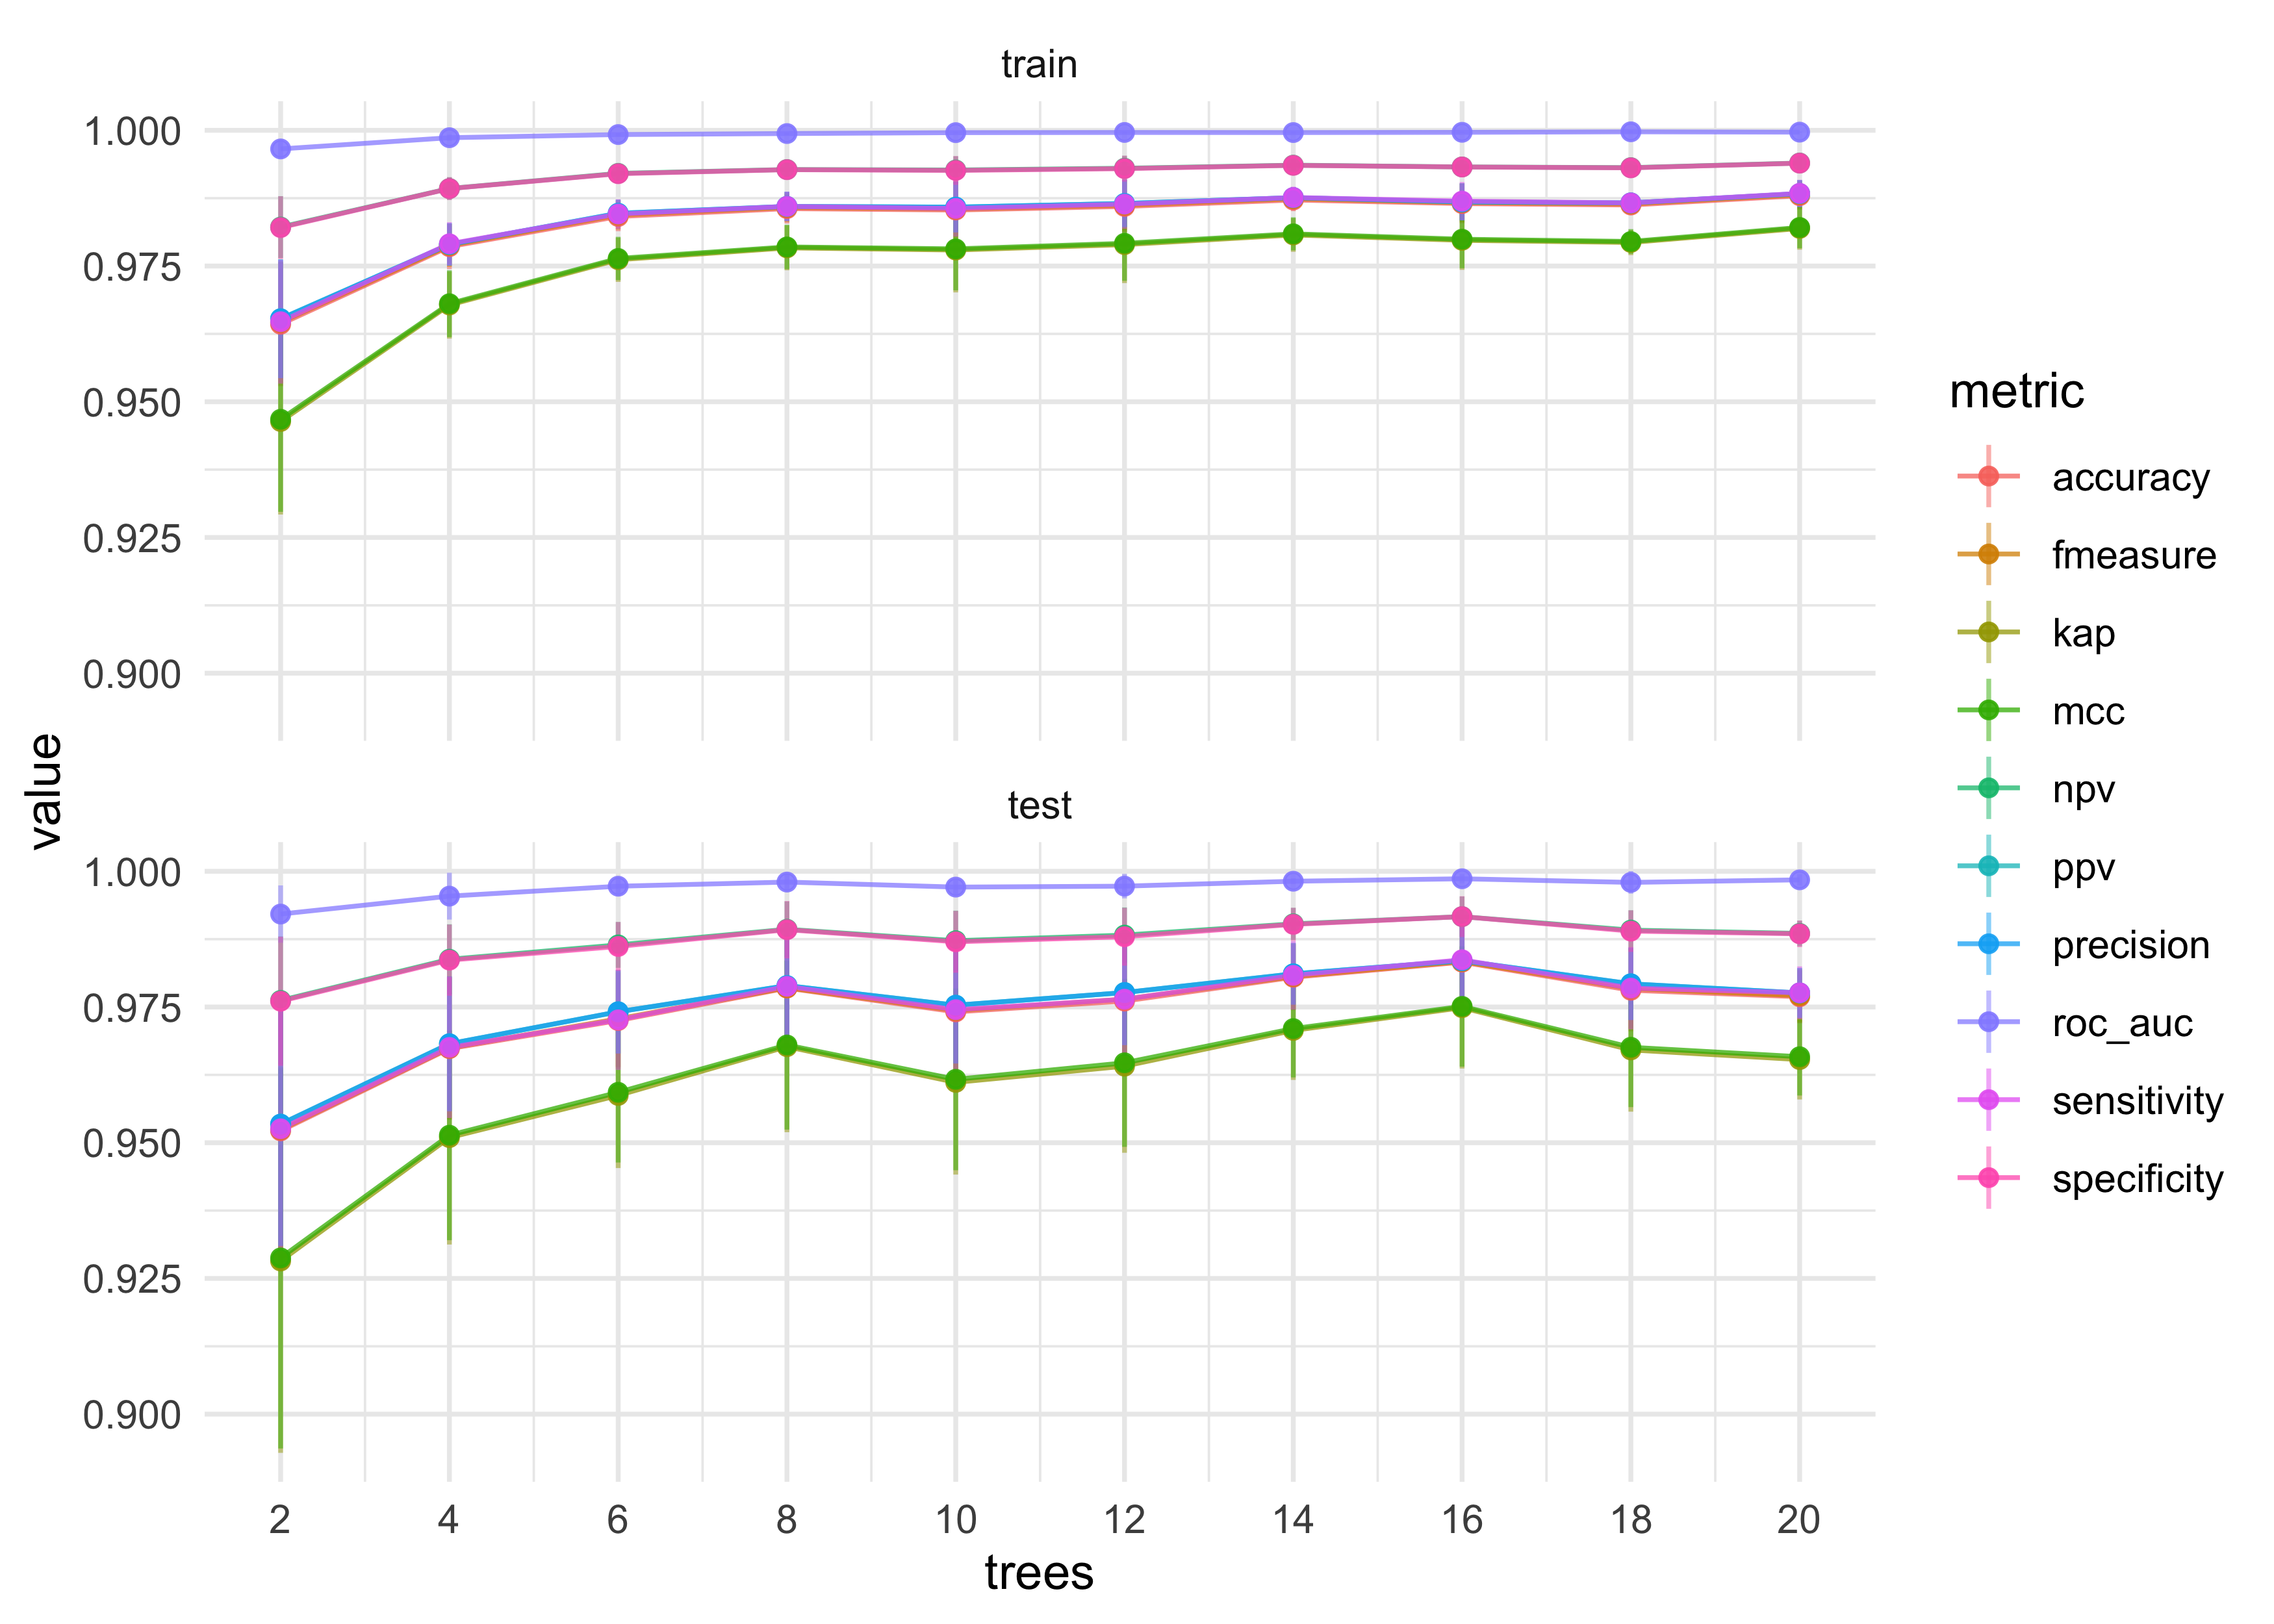 train
1.000
0.975
0.950
0.925
0.900
test
1.000
0.975
0.950
0.925
0.900
2 4 6 8 10 12 14 16 18 20
trees
value
metric
accuracy
fmeasure
kap
mcc
npv
ppv
precision
roc_auc
sensitivity
specificity